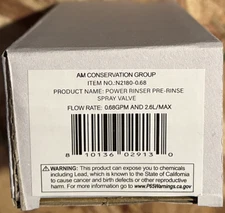 AM CONSERVATION GROUP
ITEM NO.:N2180-0.68
PRODUCT NAME: POWER RINSER PRE-RINSE
SPRAY VALVE
FLOW RATE: 0.68GPM AND 2.6L/MAX
8 10136 02913 0
⚠ WARNING: This product can expose you to chemicals
including Lead, which is known to the State of California
to cause cancer and birth defects or other reproductive
harm. For more information go to www.P65Warnings.ca.gov